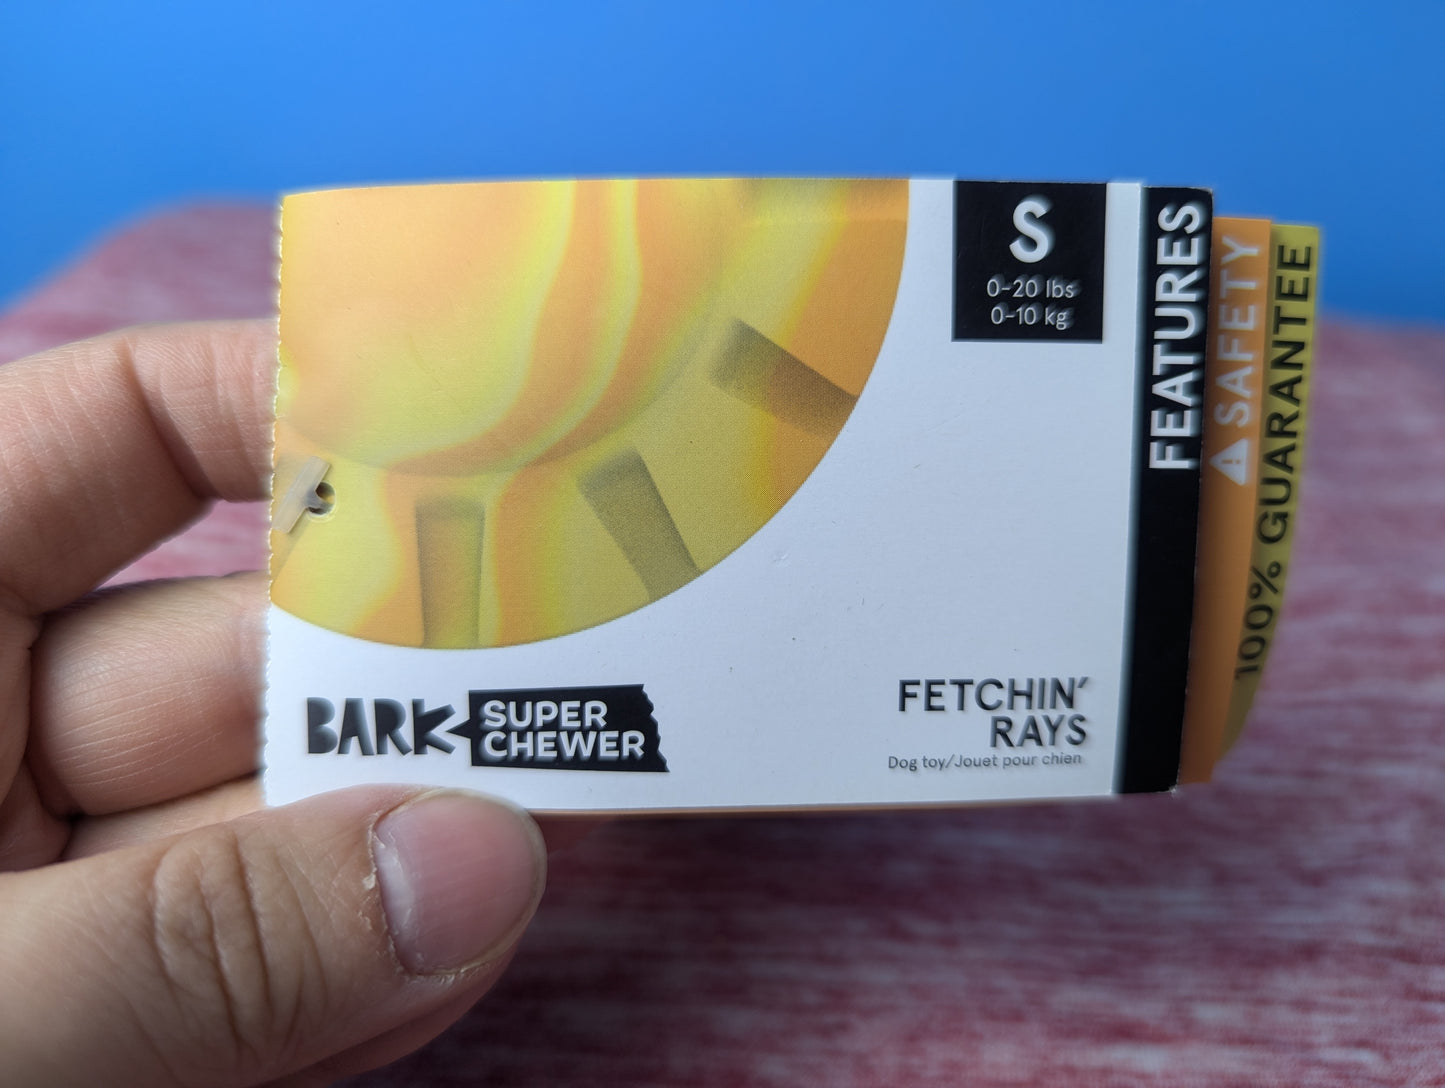 S
0-20 lbs
0-10 kg
BARK
SUPER
CHEWER
FETCHIN’
RAYS
Dog toy/Jouet pour chien
FEATURES
SAFETY
100% GUARANTEE